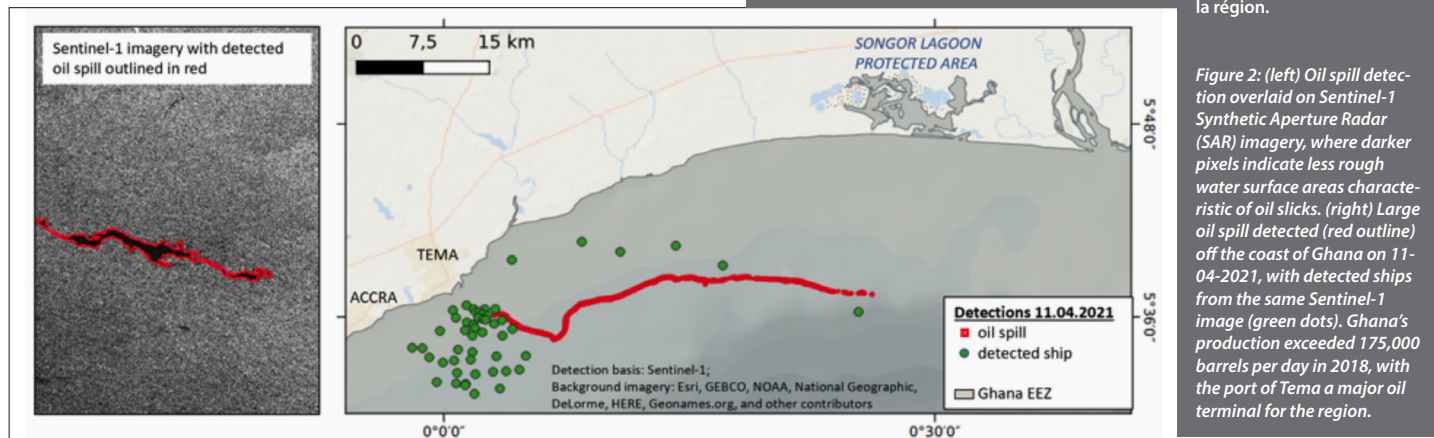 la région.
Sentinel-1 imagery with detected
oil spill outlined in red
0 7,5 15 km
SONGOR LAGOON
PROTECTED AREA
5°48'0"
TEMA
ACCRA
5°36'0"
Detections 11.04.2021
oil spill
detected ship
Ghana EEZ
Detection basis: Sentinel-1;
Background imagery: Esri, GEBCO, NOAA, National Geographic,
DeLorme, HERE, Geonames.org, and other contributors
0°0'0"
0°30'0"
Figure 2: (left) Oil spill detec-
tion overlaid on Sentinel-1
Synthetic Aperture Radar
(SAR) imagery, where darker
pixels indicate less rough
water surface areas characte-
ristic of oil slicks. (right) Large
oil spill detected (red outline)
off the coast of Ghana on 11-
04-2021, with detected ships
from the same Sentinel-1
image (green dots). Ghana's
production exceeded 175,000
barrels per day in 2018, with
the port of Tema a major oil
terminal for the region.